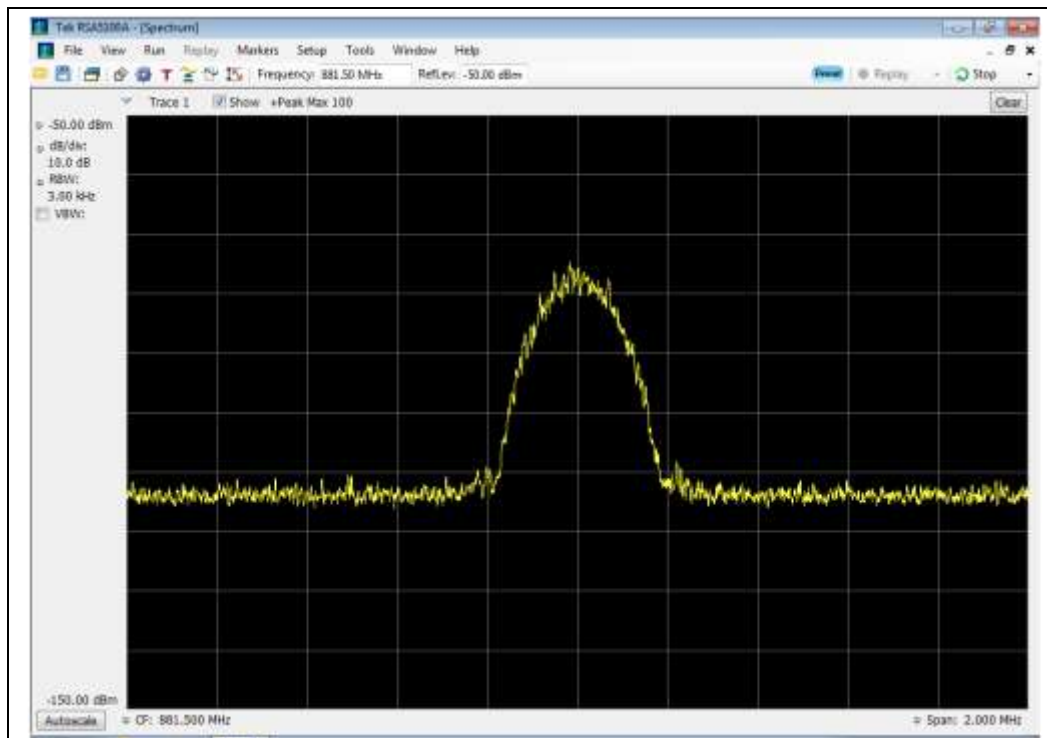 Tek RSA5100A - [Spectrum]
File View Run Replay Markers Setup Tools Window Help
T Frequency: 881.50 MHz RefLev: -50.00 dBm Preset Replay Stop
Trace 1 Show +Peak Max 100 Clear
-50.00 dBm
dB/div:
10.0 dB
RBW:
3.00 kHz
VBW:
-150.00 dBm
Autoscale CF: 881.500 MHz Span: 2.000 MHz